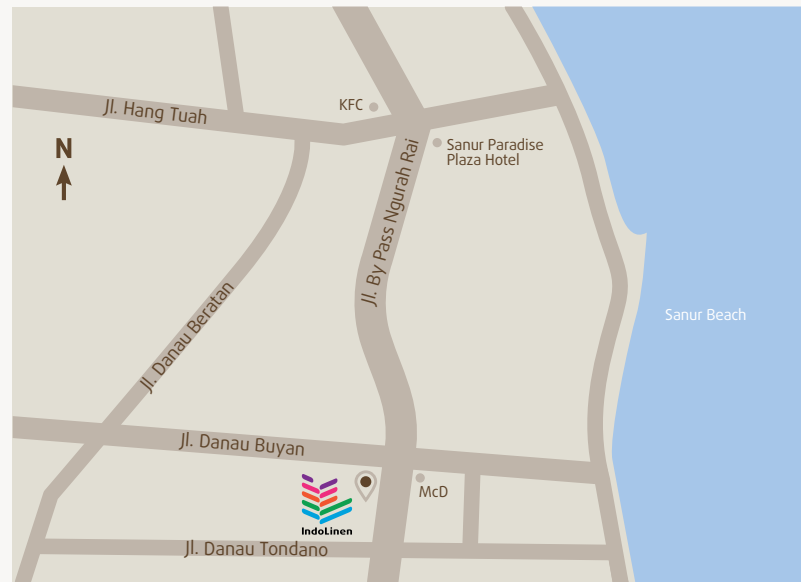 KFC
Jl. Hang Tuah
N
Sanur Paradise
Plaza Hotel
Jl. By Pass Ngurah Rai
Jl. Danau Beratan
Sanur Beach
Jl. Danau Buyan
McD
IndoLinen
Jl. Danau Tondano